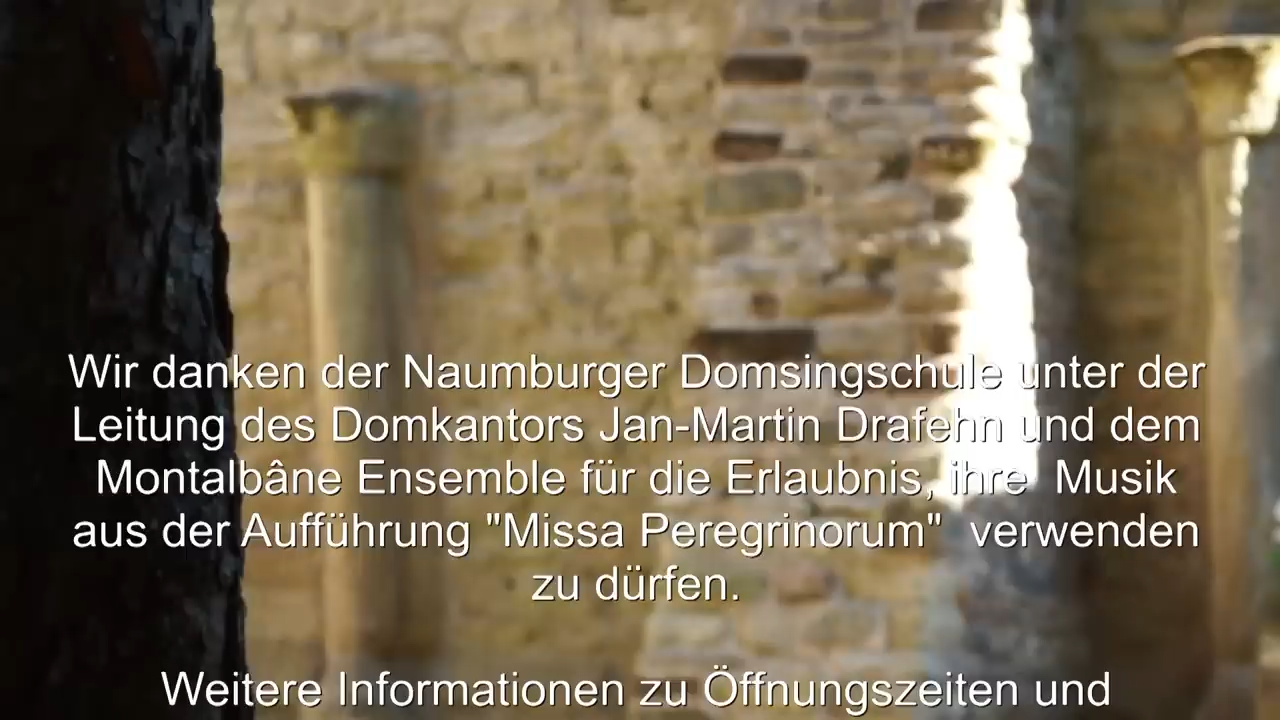 Wir danken der Naumburger Domsingschule unter der
Leitung des Domkantors Jan-Martin Drafehn und dem
Montalbâne Ensemble für die Erlaubnis, ihre  Musik
aus der Aufführung "Missa Peregrinorum"  verwenden
zu dürfen.
Weitere Informationen zu Öffnungszeiten und